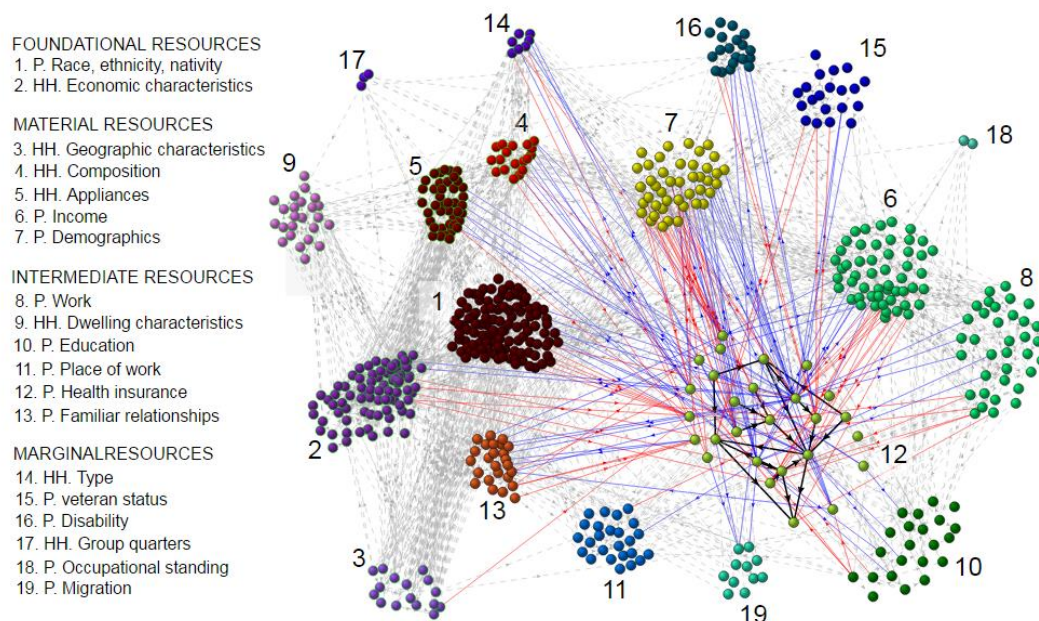 FOUNDATIONAL RESOURCES
1. P. Race, ethnicity, nativity
2. HH. Economic characteristics
MATERIAL RESOURCES
3. HH. Geographic characteristics
4. HH. Composition
5. HH. Appliances
6. P. Income
7. P. Demographics
INTERMEDIATE RESOURCES
8. P. Work
9. HH. Dwelling characteristics
10. P. Education
11. P. Place of work
12. P. Health insurance
13. P. Familiar relationships
MARGINALRESOURCES
14. HH. Type
15. P. veteran status
16. P. Disability
17. HH. Group quarters
18. P. Occupational standing
19. P. Migration
14
16
15
17
4
7
18
9
5
6
1
8
2
12
13
3
11
19
10